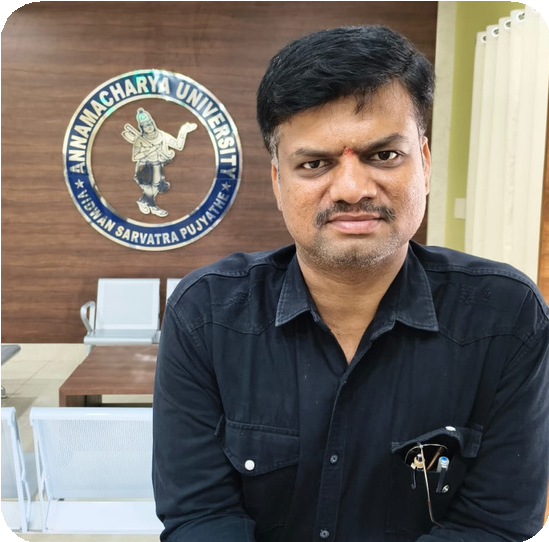 ANNAMACHARYA UNIVERSITY
★ VIDWAN SARVATRA PUJYATHE ★